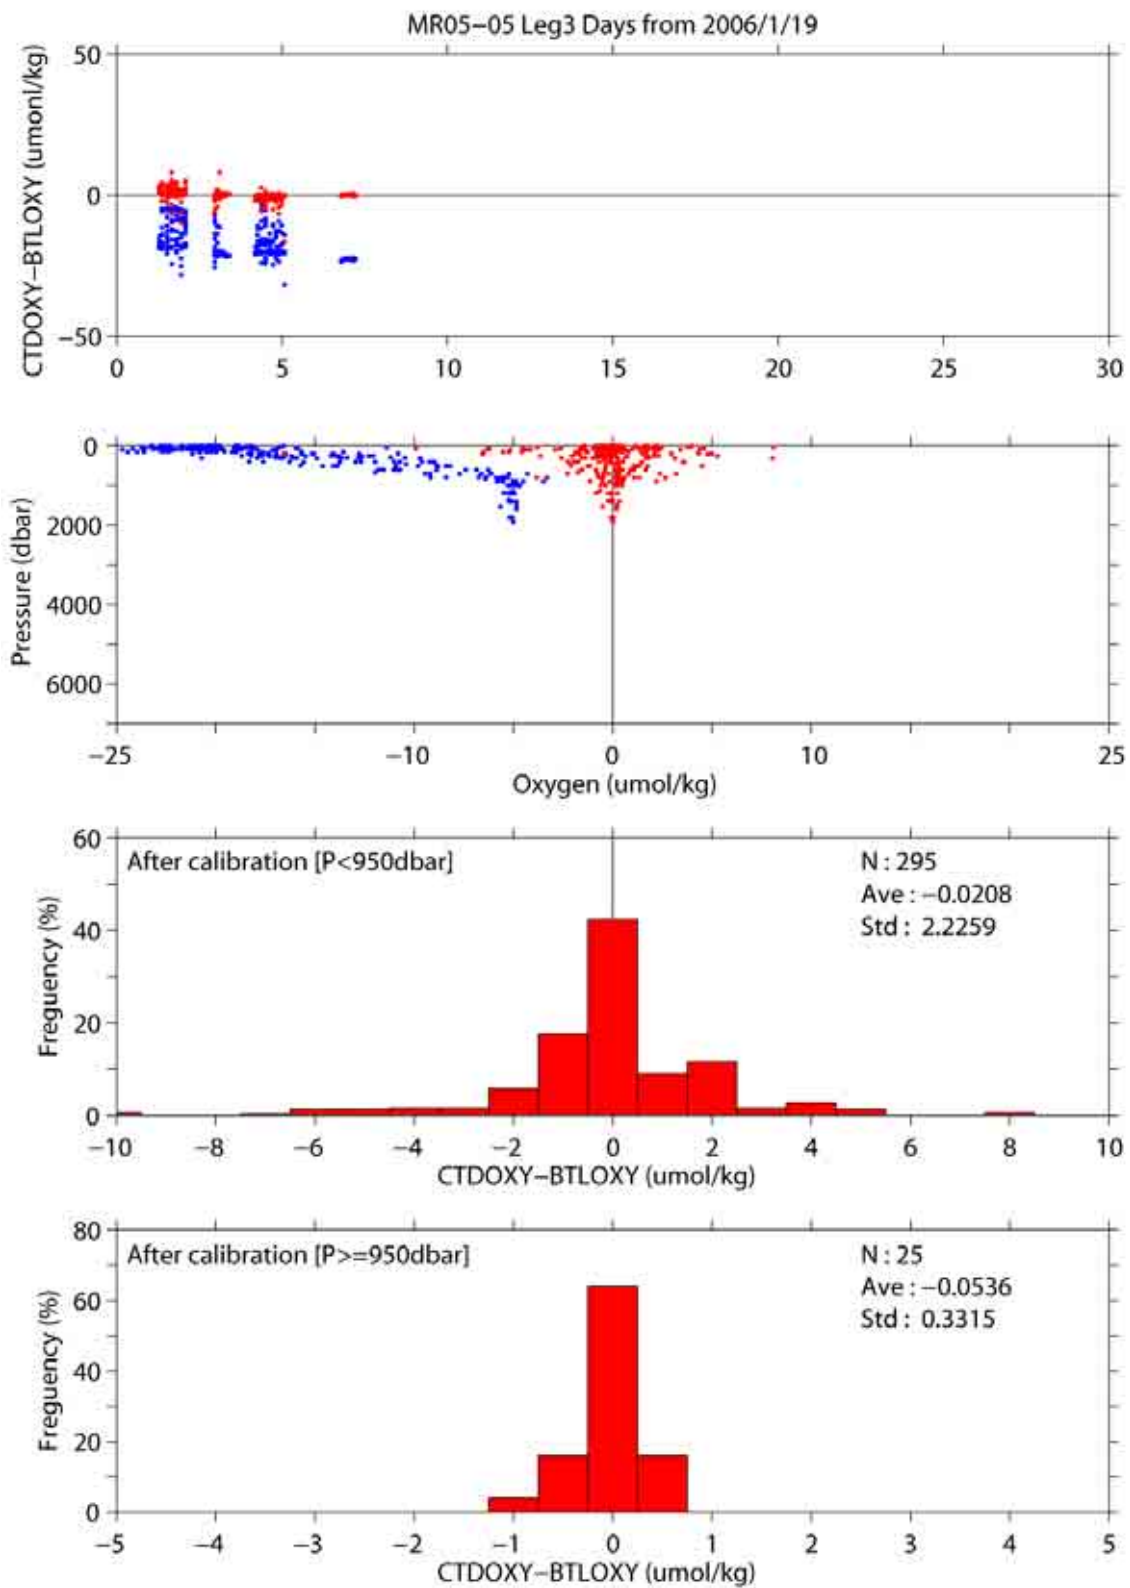 MR05−05 Leg3 Days from 2006/1/19
CTDOXY−BTLOXY (umonl/kg)
50
0
−50
0 5 10 15 20 25 30
Pressure (dbar)
0
2000
4000
6000
−25 −10 0 10 25
Oxygen (umol/kg)
Freguency (%)
60
40
20
0
After calibration [P<950dbar]
N : 295
Ave : −0.0208
Std : 2.2259
−10 −8 −6 −4 −2 0 2 4 6 8 10
CTDOXY−BTLOXY (umol/kg)
Freguency (%)
80
60
40
20
0
After calibration [P>=950dbar]
N : 25
Ave : −0.0536
Std : 0.3315
−5 −4 −3 −2 −1 0 1 2 3 4 5
CTDOXY−BTLOXY (umol/kg)